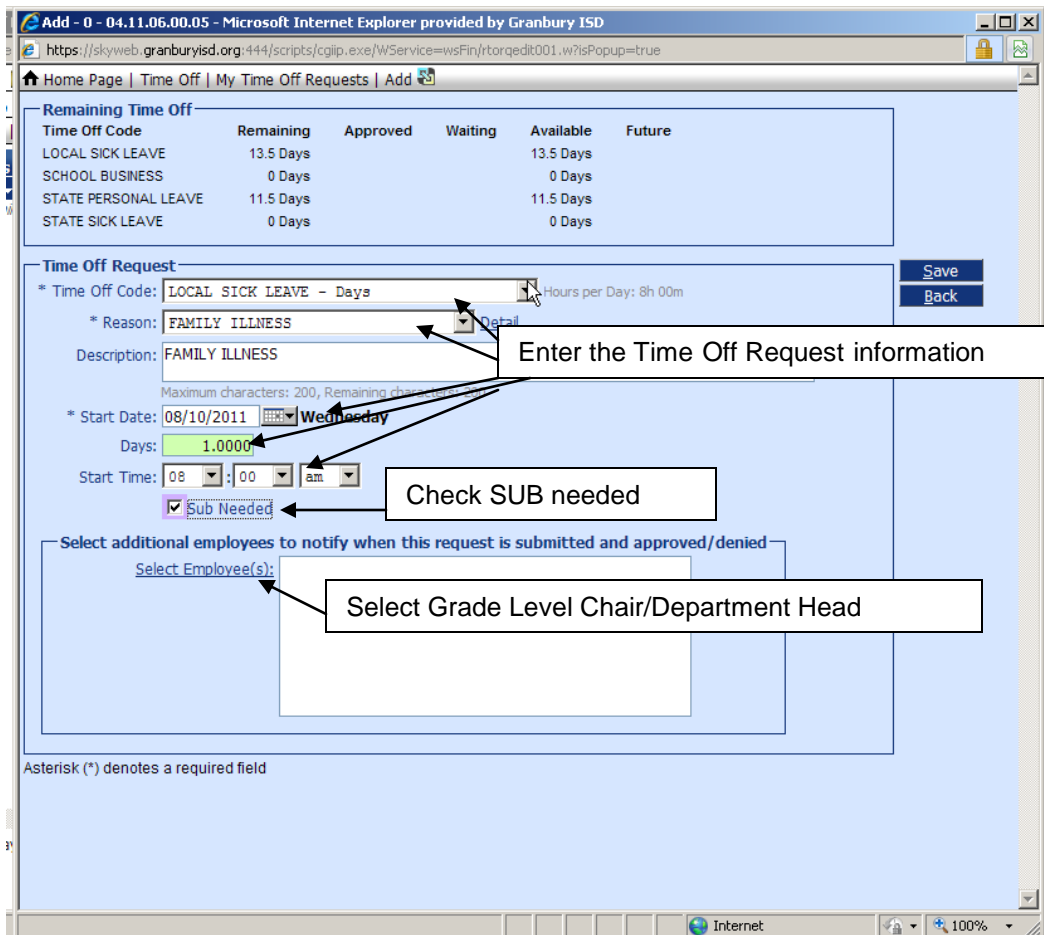 Add - 0 - 04.11.06.00.05 - Microsoft Internet Explorer provided by Granbury ISD
https://skyweb.granburyisd.org:444/scripts/cgiip.exe/WService=wsFin/rtorqedit001.w?isPopup=true
Home Page | Time Off | My Time Off Requests | Add
Remaining Time Off
Time Off Code Remaining Approved Waiting Available Future
LOCAL SICK LEAVE 13.5 Days 13.5 Days
SCHOOL BUSINESS 0 Days 0 Days
STATE PERSONAL LEAVE 11.5 Days 11.5 Days
STATE SICK LEAVE 0 Days 0 Days
Time Off Request
Save
* Time Off Code: LOCAL SICK LEAVE - Days Hours per Day: 8h 00m
Back
* Reason: FAMILY ILLNESS Detail
Enter the Time Off Request information
Description: FAMILY ILLNESS
Maximum characters: 200, Remaining characters: 200
* Start Date: 08/10/2011 Wednesday
Days: 1.0000
Start Time: 08 : 00 am
Check SUB needed
Sub Needed
Select additional employees to notify when this request is submitted and approved/denied
Select Employee(s):
Select Grade Level Chair/Department Head
Asterisk (*) denotes a required field
Internet 100%